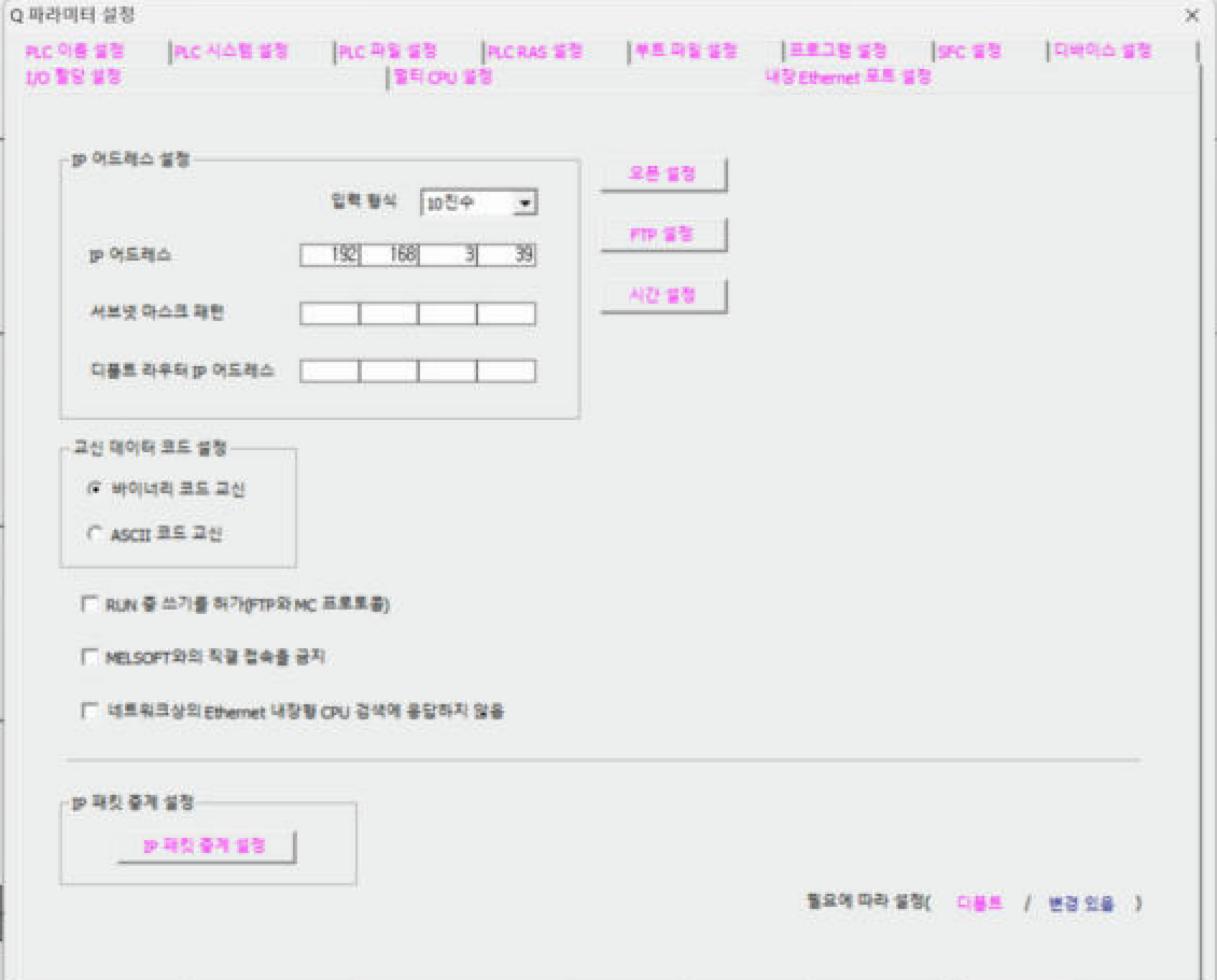 Q 파라미터 설정
PLC 이름 설정 PLC 시스템 설정 PLC 파일 설정 PLC RAS 설정 부트 파일 설정 프로그램 설정 SFC 설정 디바이스 설정
I/O 할당 설정 멀티 CPU 설정 내장 Ethernet 포트 설정
IP 어드레스 설정
입력 형식 10진수
IP 어드레스 192 168 3 39
서브넷 마스크 패턴
디폴트 라우터 IP 어드레스
오픈 설정
FTP 설정
시간 설정
교신 데이터 코드 설정
바이너리 코드 교신
ASCII 코드 교신
RUN 중 쓰기를 허가(FTP와 MC 프로토콜)
MELSOFT와의 직결 접속을 금지
네트워크상의 Ethernet 내장형 CPU 검색에 응답하지 않음
IP 패킷 중계 설정
IP 패킷 중계 설정
필요에 따라 설정( 디폴트 / 변경 있음 )